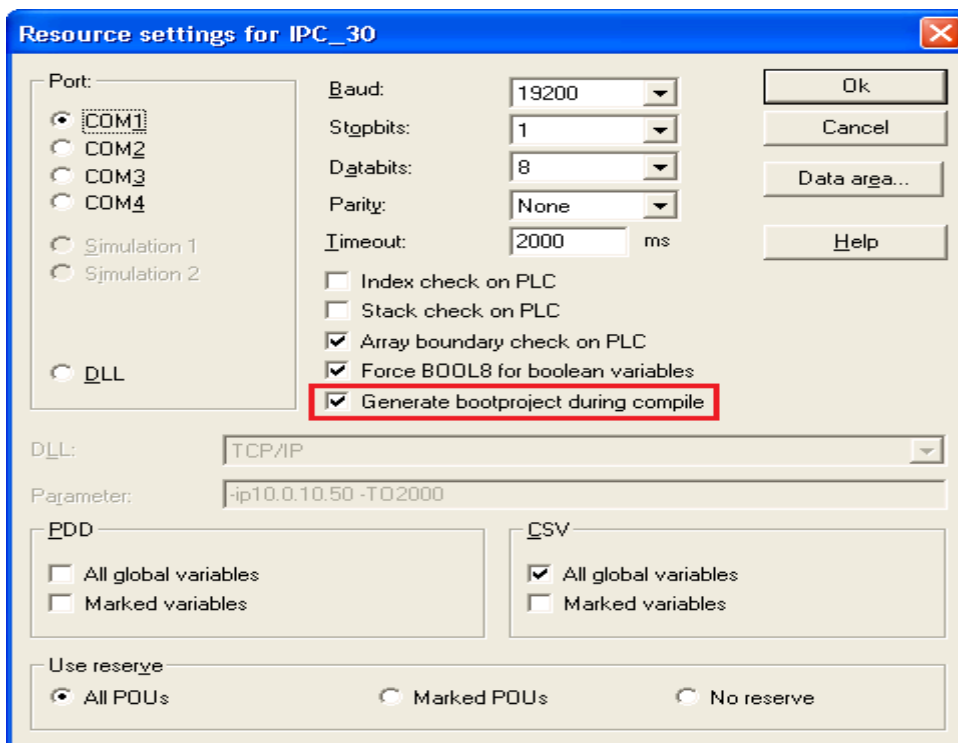 Resource settings for IPC_30
Port:
COM1
COM2
COM3
COM4
Simulation 1
Simulation 2
DLL
Baud: 19200
Stopbits: 1
Databits: 8
Parity: None
Timeout: 2000 ms
Index check on PLC
Stack check on PLC
Array boundary check on PLC
Force BOOL8 for boolean variables
Generate bootproject during compile
Ok
Cancel
Data area...
Help
DLL: TCP/IP
Parameter: -ip10.0.10.50 -TO2000
PDD
All global variables
Marked variables
CSV
All global variables
Marked variables
Use reserve
All POUs Marked POUs No reserve